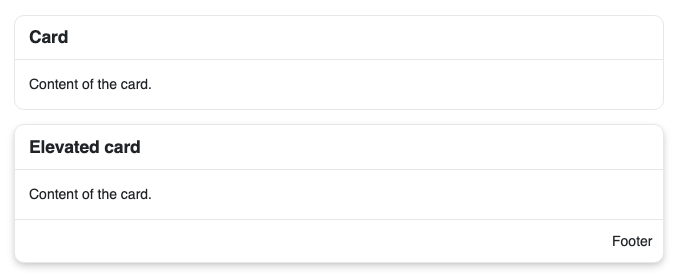 Card
Content of the card.
Elevated card
Content of the card.
Footer